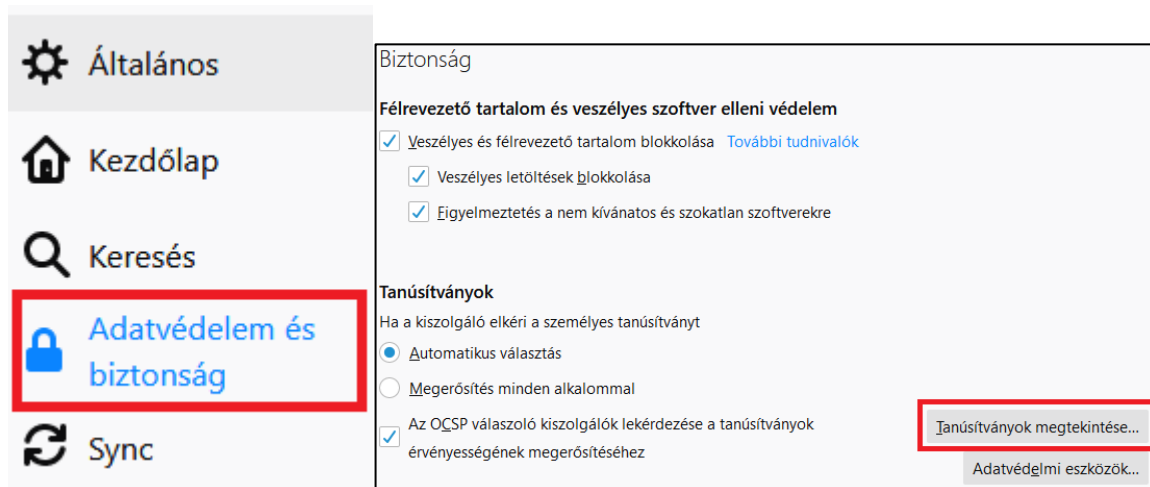 Általános
Kezdőlap
Keresés
Adatvédelem és
biztonság
Sync
Biztonság
Félrevezető tartalom és veszélyes szoftver elleni védelem
Veszélyes és félrevezető tartalom blokkolása További tudnivalók
Veszélyes letöltések blokkolása
Figyelmeztetés a nem kívánatos és szokatlan szoftverekre
Tanúsítványok
Ha a kiszolgáló elkéri a személyes tanúsítványt
Automatikus választás
Megerősítés minden alkalommal
Az OCSP válaszoló kiszolgálók lekérdezése a tanúsítványok
érvényességének megerősítéséhez
Tanúsítványok megtekintése...
Adatvédelmi eszközök...